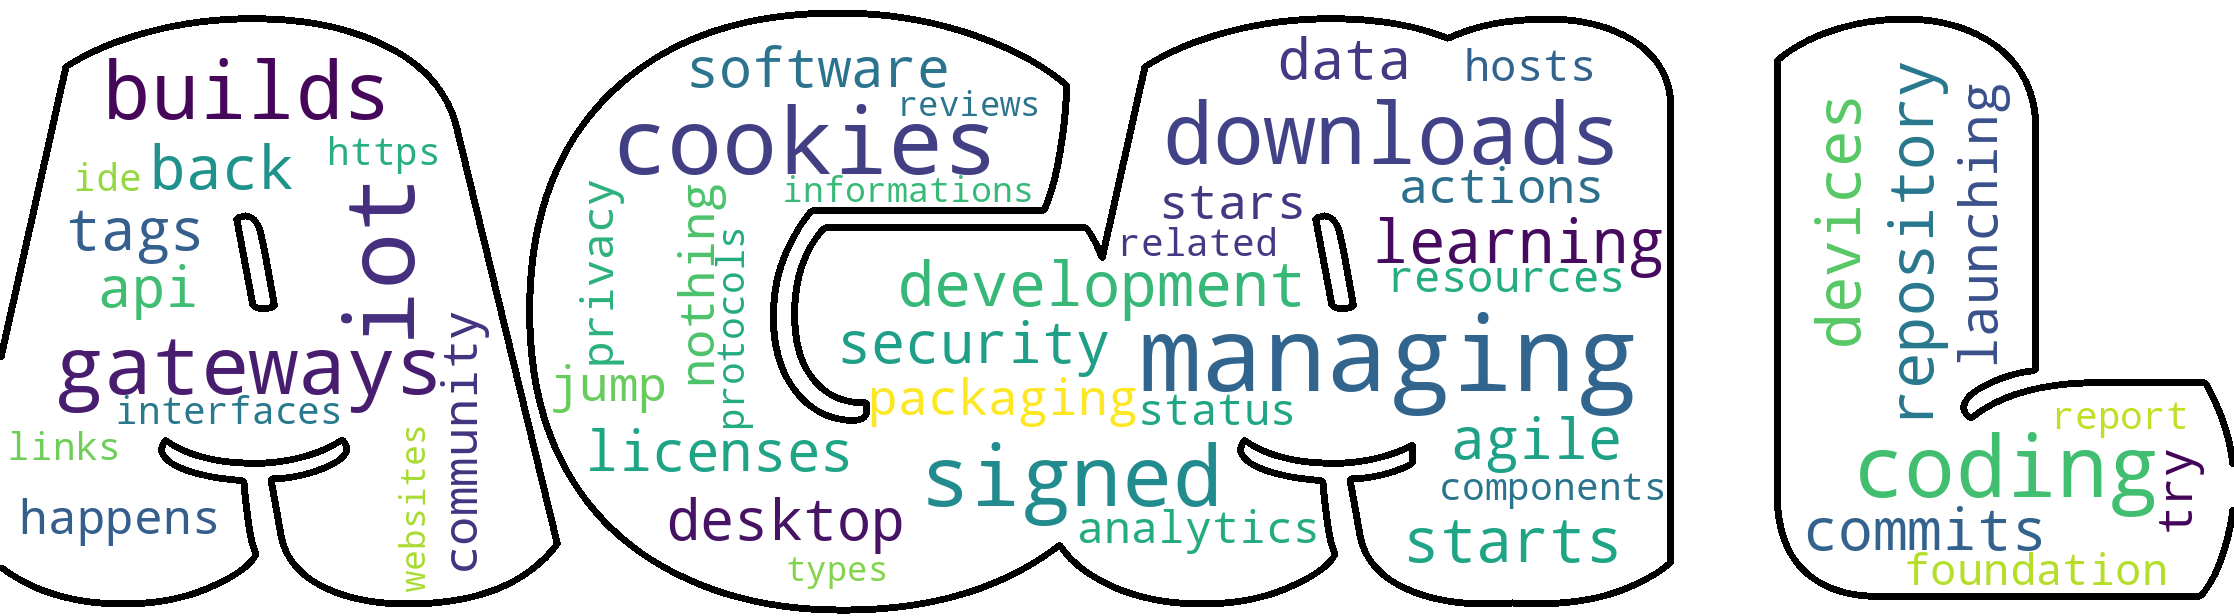 builds
https
ide
back
iot
tags
api
gateways
interfaces
community
links
websites
happens
software
reviews
cookies
informations
privacy
nothing
protocols
jump
licenses
desktop
types
data
hosts
downloads
actions
stars
related
learning
resources
development
security
managing
packaging
status
signed
agile
components
analytics
starts
devices
repository
launching
report
coding
try
commits
foundation